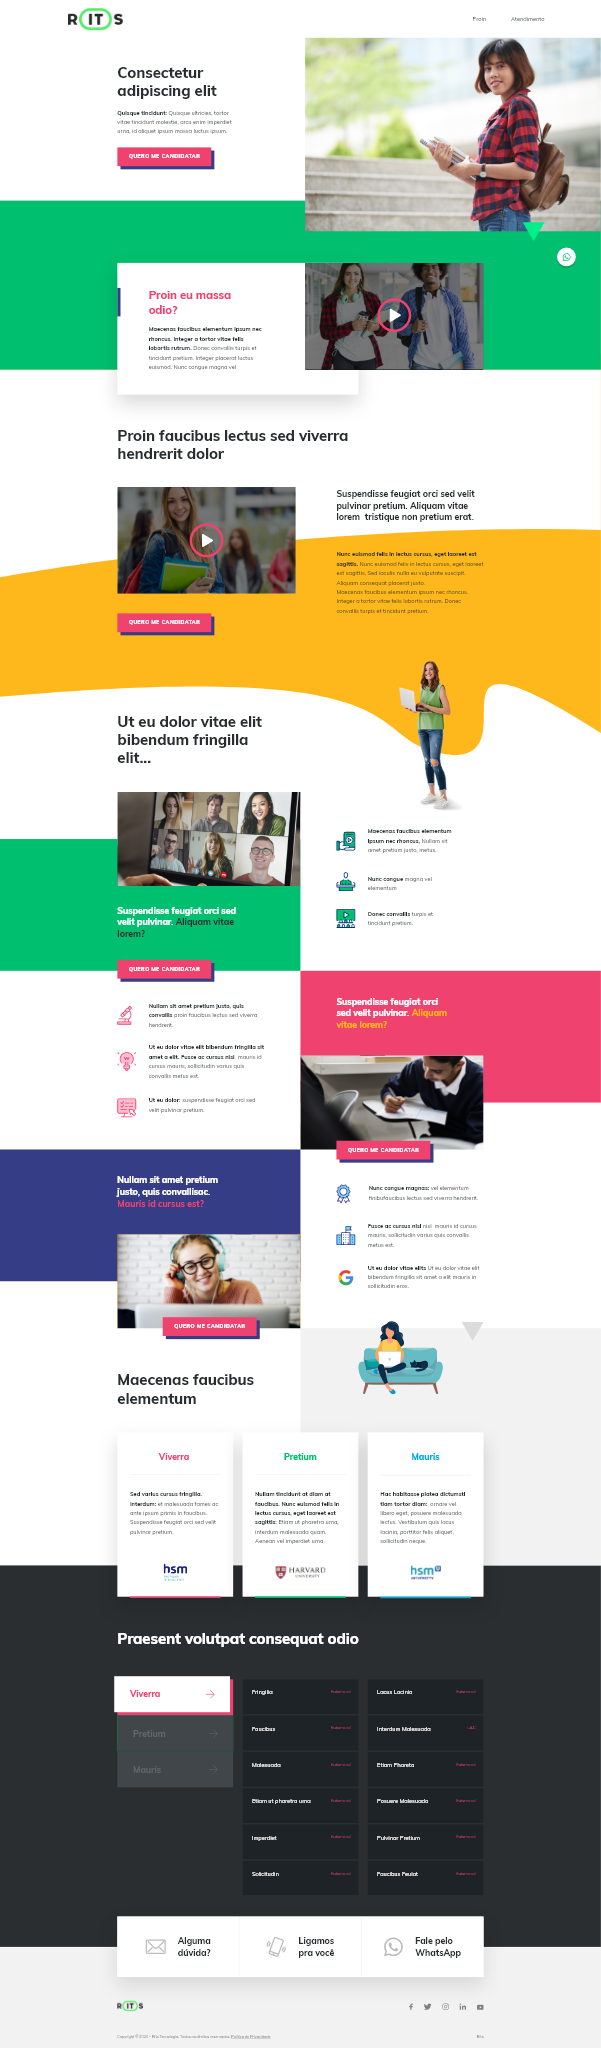 RITS
Proin
Atendimento
Consectetur
adipiscing elit
Quisque tincidunt: Quisque ultricies, tortor
vitae tincidunt molestie, arcu enim imperdiet
urna, id aliquet ipsum massa luctus ipsum.
QUERO ME CANDIDATAR
Proin eu massa
odio?
Maecenas faucibus elementum ipsum nec
rhoncus. Integer a tortor vitae felis
lobortis rutrum. Donec convallis turpis et
tincidunt pretium. Integer placerat luctus
euismod. Nunc congue magna vel
Proin faucibus lectus sed viverra
hendrerit dolor
Suspendisse feugiat orci sed velit
pulvinar pretium. Aliquam vitae
lorem tristique non pretium erat.
Nunc euismod felis in lectus cursus, eget laoreet est
sagittis. Nunc euismod felis in lectus cursus, eget laoreet
est sagittis. Sed iaculis nulla eu vulputate suscipit.
Aliquam consequat placerat justo.
Maecenas faucibus elementum ipsum nec rhoncus.
Integer a tortor vitae felis lobortis rutrum. Donec
convallis turpis et tincidunt pretium.
QUERO ME CANDIDATAR
Ut eu dolor vitae elit
bibendum fringilla
elit...
Maecenas faucibus elementum
ipsum nec rhoncus, Nullam sit
amet pretium justo, metus.
Nunc congue magna vel
elementum
Donec convallis turpis et
tincidunt pretium.
Suspendisse feugiat orci sed
velit pulvinar. Aliquam vitae
lorem?
QUERO ME CANDIDATAR
Nullam sit amet pretium justo, quis
convallis proin faucibus lectus sed viverra
hendrerit.
Ut eu dolor vitae elit bibendum fringilla sit
amet a elit. Fusce ac cursus nisl mauris id
cursus mauris, sollicitudin varius quis
convallis metus est.
Ut eu dolor: suspendisse feugiat orci sed
velit pulvinar pretium.
Suspendisse feugiat orci
sed velit pulvinar. Aliquam
vitae lorem?
QUERO ME CANDIDATAR
Nullam sit amet pretium
justo, quis convallisac.
Mauris id cursus est?
QUERO ME CANDIDATAR
Nunc congue magnas: vel elementum
finibufaucibus lectus sed viverra hendrerit.
Fusce ac cursus nisl nisl mauris id cursus
mauris, sollicitudin varius quis convallis
metus est.
Ut eu dolor vitae elits Ut eu dolor vitae elit
bibendum fringilla sit amet a elit mauris in
sollicitudin eros.
Maecenas faucibus
elementum
Viverra
Sed varius cursus fringilla.
Interdum: et malesuada fames ac
ante ipsum primis in faucibus.
Suspendisse feugiat orci sed velit
pulvinar pretium.
hsm
Pretium
Nullam tincidunt at diam at
faucibus. Nunc euismod felis in
lectus cursus, eget laoreet est
sagittis: Etiam ut pharetra urna,
interdum malesuada quam.
Aenean vel imperdiet urna.
HARVARD
UNIVERSITY
Mauris
Hac habitasse platea dictumst!
tiam tortor diam: ornare vel
libero eget, posuere malesuada
lectus. Vestibulum quis lacus
lacinia, porttitor felis aliquet,
sollicitudin neque.
hsm
UNIVERSITY
Praesent volutpat consequat odio
Viverra
Pretium
Mauris
Fringilla
Faucibus
Malesuada
Etiam ut pharetra urna
Imperdiet
Solicitudin
Lacus Lacinia
Interdum Malesuada
Etiam Phareta
Posuere Malesuada
Pulvinar Pretium
Faucibus Feuiat
Alguma
dúvida?
Ligamos
pra você
Fale pelo
WhatsApp
RITS